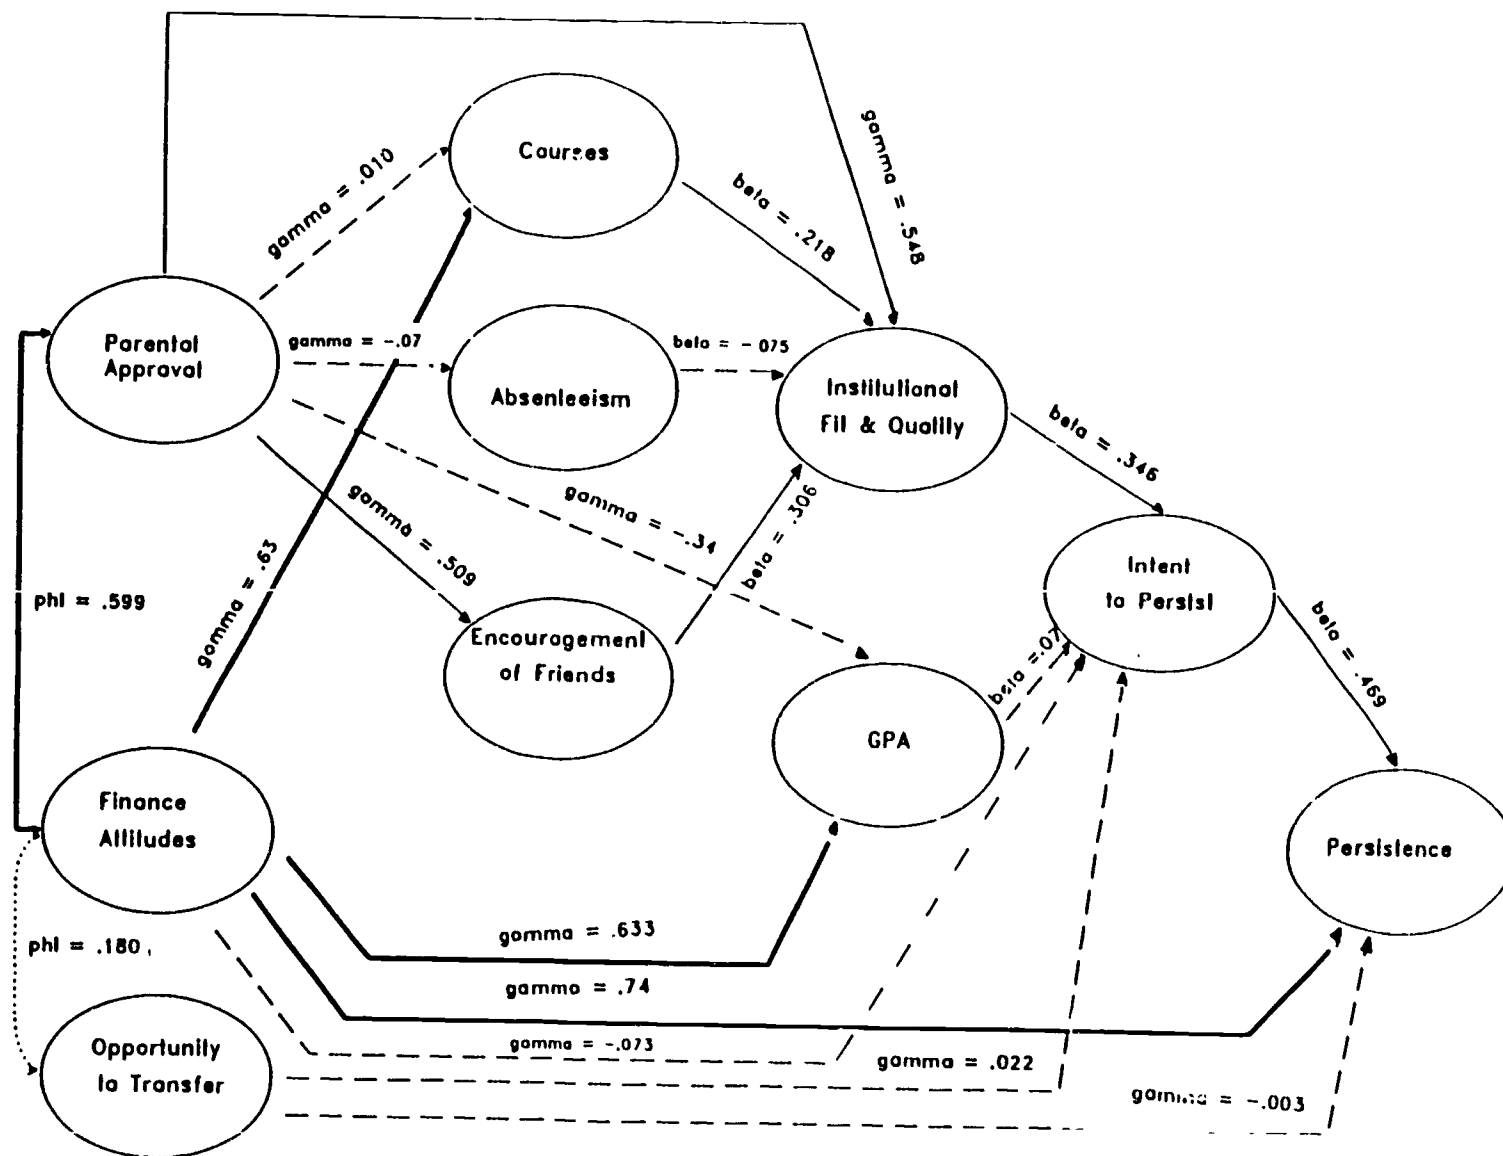 Courses
gamma = .010
beta = .218
gamma = .548
Parental
Approval
gamma = -.07
beta = -.075
Absenteeism
Institutional
Fit & Quality
beta = .346
gamma = -.34
gamma = .509
beta = .306
gamma = .63
phi = .599
Intent
to Persist
Encouragement
of Friends
beta = .07
beta = .469
GPA
Finance
Attitudes
Persistence
gamma = .633
phi = .180
gamma = .74
gamma = -.073
gamma = .022
Opportunity
to Transfer
gamma = -.003